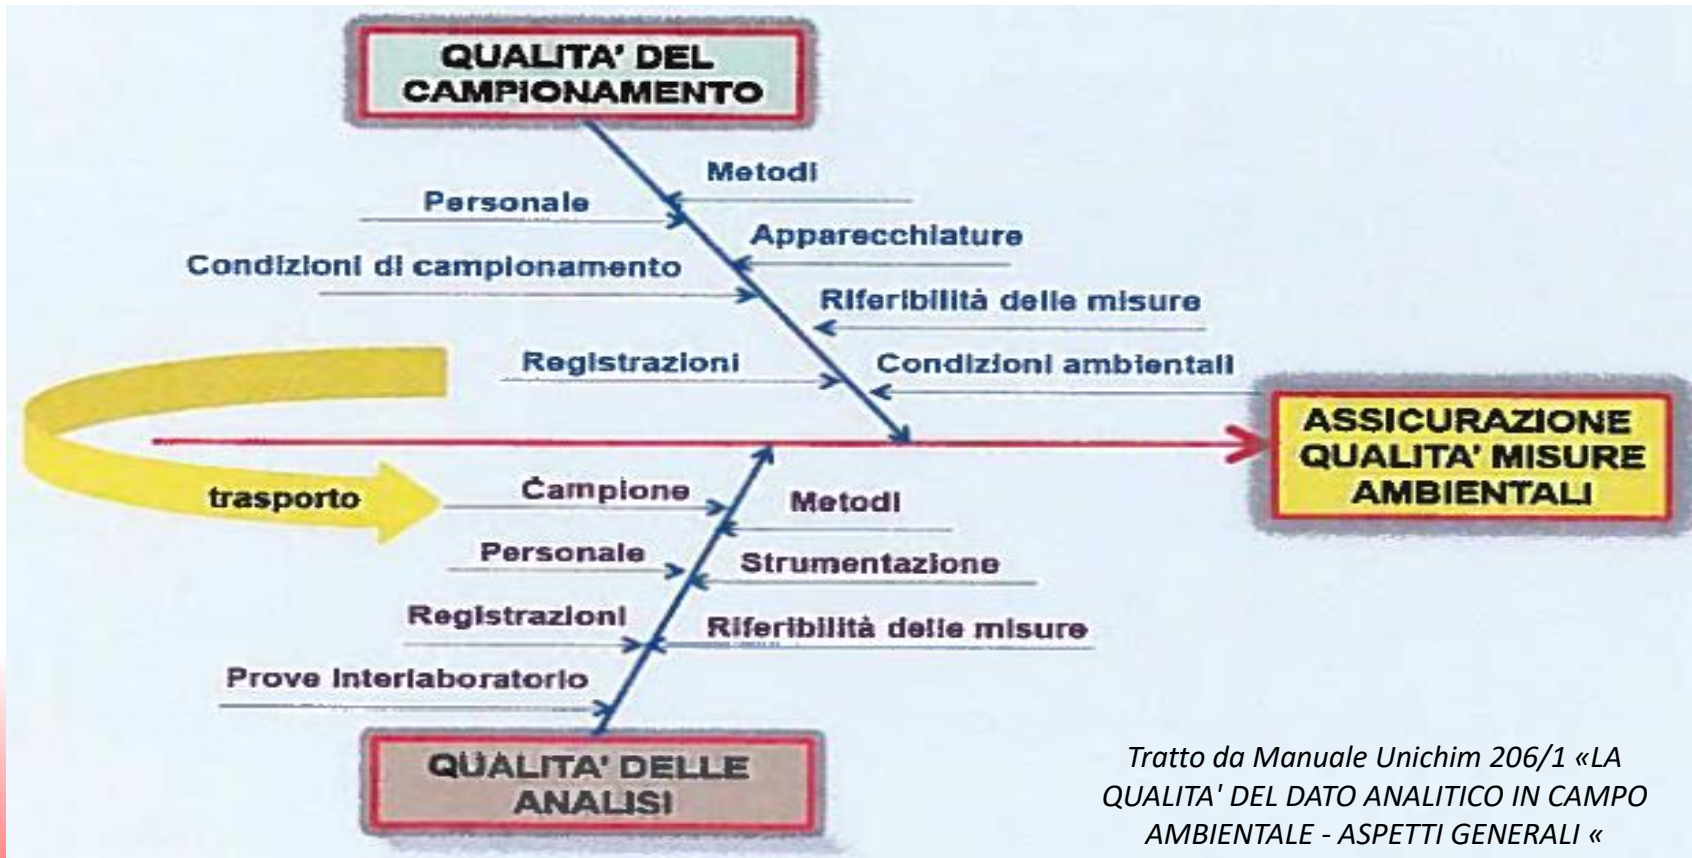 QUALITA' DEL
CAMPIONAMENTO
Metodi
Personale
Apparecchiature
Condizioni di campionamento
Riferibilità delle misure
Registrazioni
Condizioni ambientali
ASSICURAZIONE
QUALITA' MISURE
AMBIENTALI
trasporto
Campione
Metodi
Personale
Strumentazione
Registrazioni
Riferibilità delle misure
Prove Interlaboratorio
QUALITA' DELLE
ANALISI
Tratto da Manuale Unichim 206/1 «LA
QUALITA' DEL DATO ANALITICO IN CAMPO
AMBIENTALE - ASPETTI GENERALI «